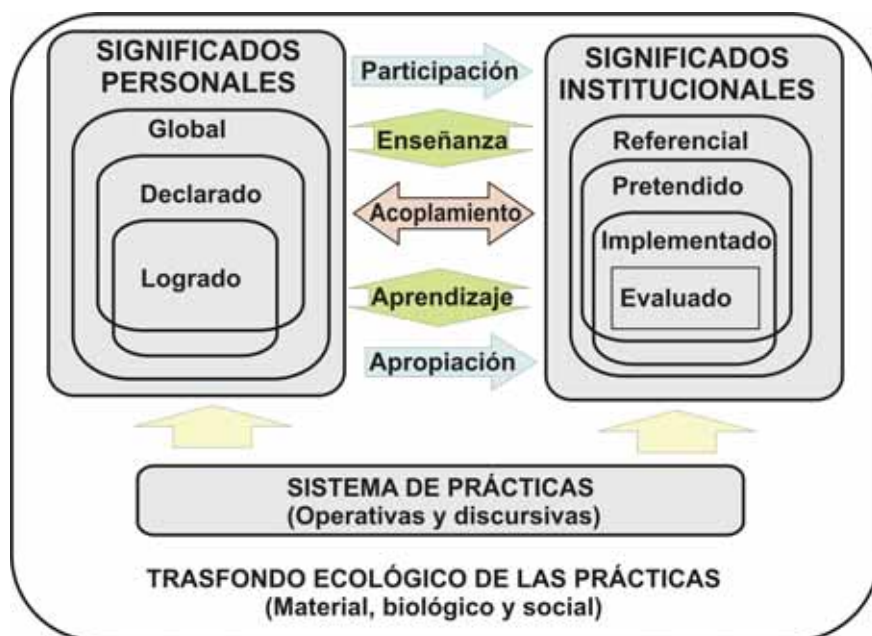 SIGNIFICADOS
PERSONALES
Global
Declarado
Logrado
Participación
Enseñanza
Acoplamiento
Aprendizaje
Apropiación
SIGNIFICADOS
INSTITUCIONALES
Referencial
Pretendido
Implementado
Evaluado
SISTEMA DE PRÁCTICAS
(Operativas y discursivas)
TRASFONDO ECOLÓGICO DE LAS PRÁCTICAS
(Material, biológico y social)